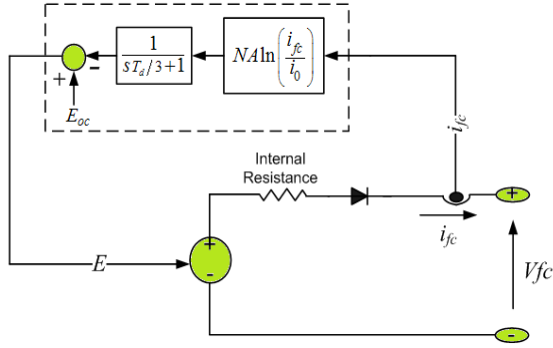 1
sT_d/3+1
NA ln(i_fc/i_0)
+
-
E_oc
i_fc
Internal
Resistance
+
i_fc
E
+
-
Vfc
-